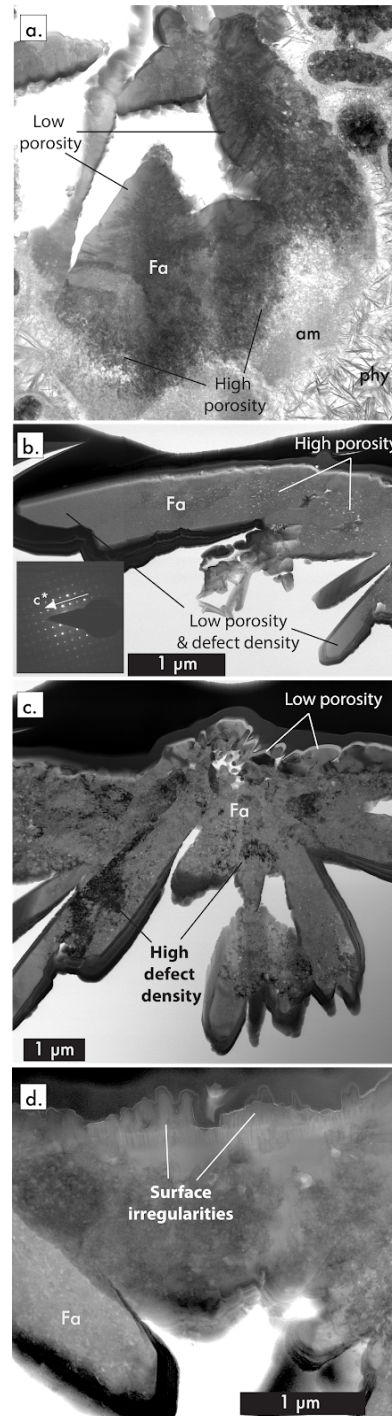 a.
Low
porosity
Fa
am
High
porosity
phy
b.
High porosity
Fa
c*
Low porosity
& defect density
1 µm
c.
Low porosity
Fa
High
defect
density
1 µm
d.
Surface
irregularities
Fa
1 µm